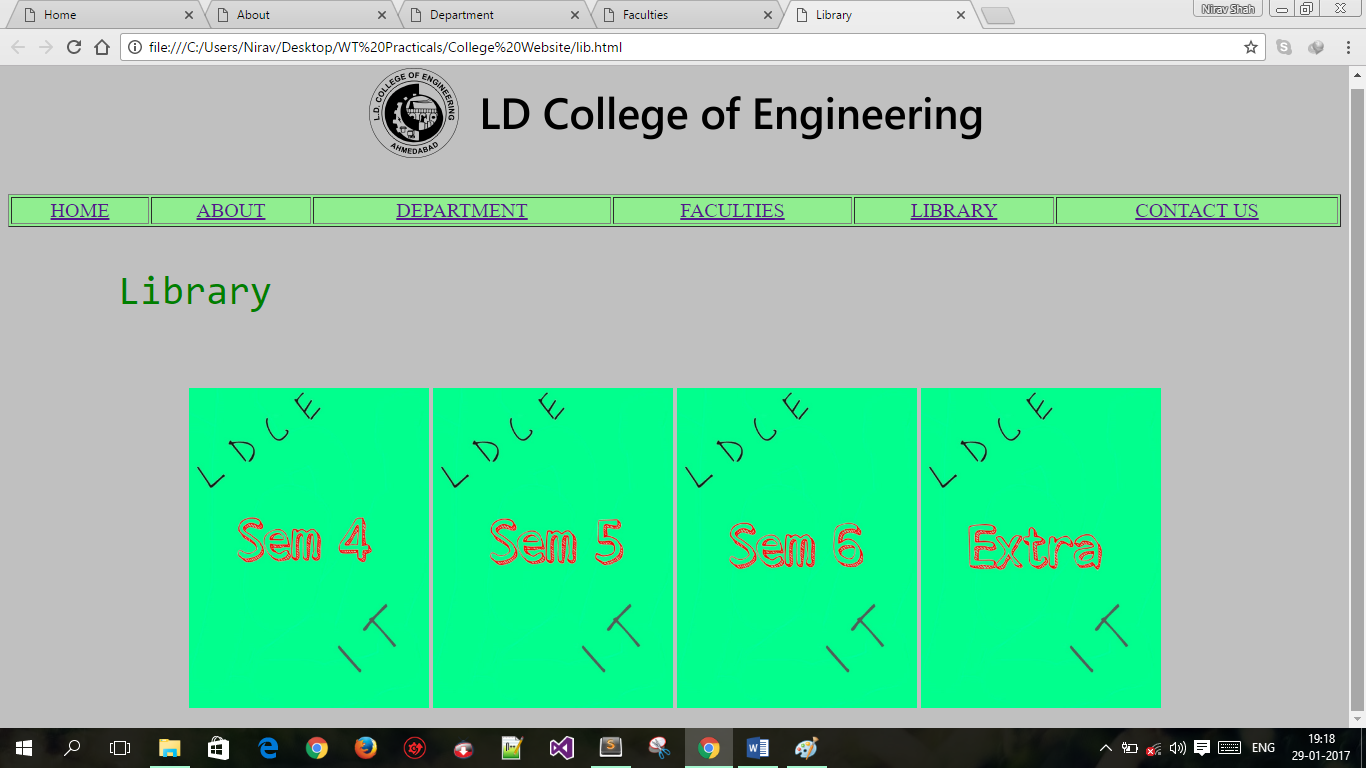 Home About Department Faculties Library Nirav Shah
file:///C:/Users/Nirav/Desktop/WT%20Practicals/College%20Website/lib.html
L.D. COLLEGE OF ENGINEERING
AHMEDABAD
LD College of Engineering
HOME ABOUT DEPARTMENT FACULTIES LIBRARY CONTACT US
Library
LDCE LDCE LDCE LDCE
Sem 4 Sem 5 Sem 6 Extra
IT IT IT IT
ENG 19:18
29-01-2017